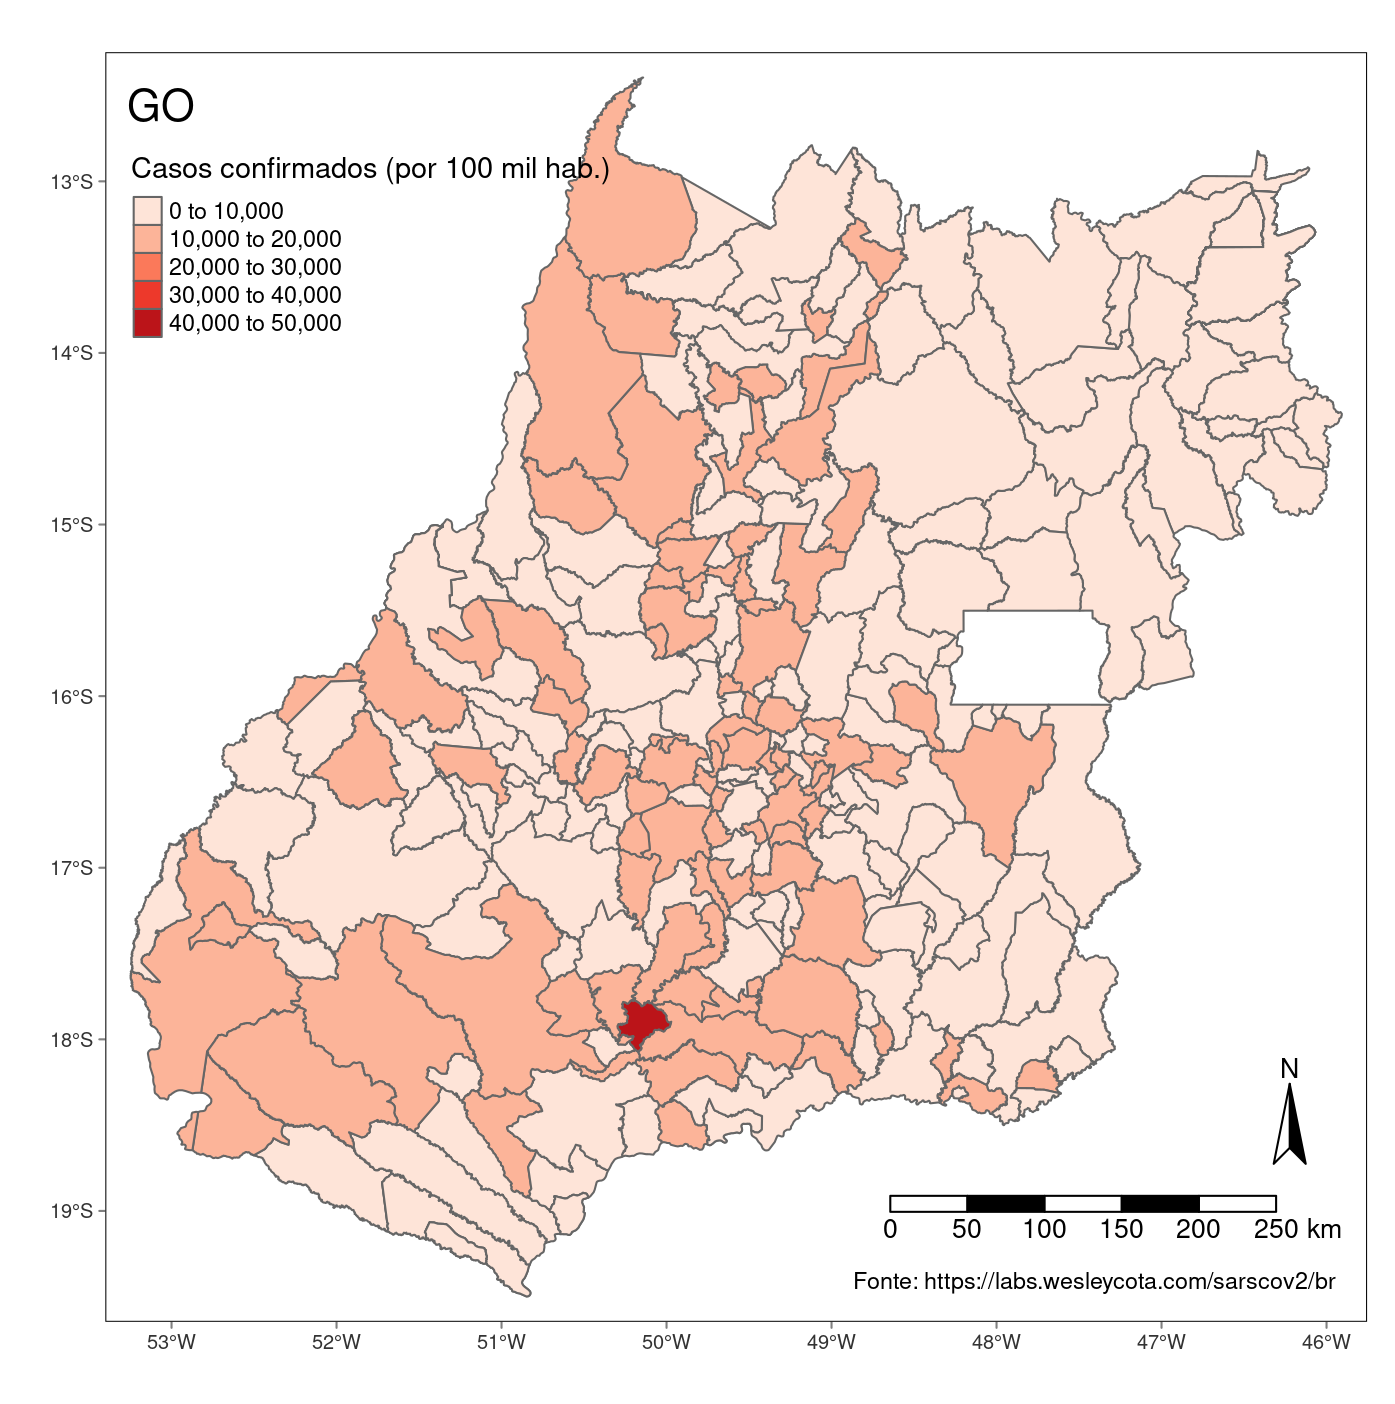 GO
Casos confirmados (por 100 mil hab.)
0 to 10,000
10,000 to 20,000
20,000 to 30,000
30,000 to 40,000
40,000 to 50,000
13°S
14°S
15°S
16°S
17°S
18°S
19°S
N
0 50 100 150 200 250 km
Fonte: https://labs.wesleycota.com/sarscov2/br
53°W 52°W 51°W 50°W 49°W 48°W 47°W 46°W